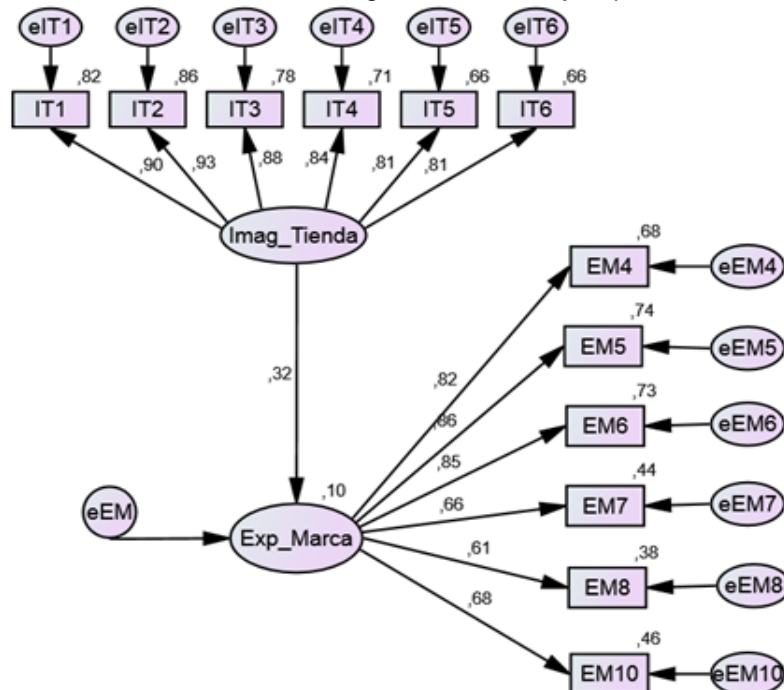 eIT1 eIT2 eIT3 eIT4 eIT5 eIT6
,82 ,86 ,78 ,71 ,66 ,66
IT1 IT2 IT3 IT4 IT5 IT6
,90 ,93 ,88 ,84 ,81 ,81
Imag_Tienda
,68
EM4 eEM4
,74
EM5 eEM5
,32
,82
,73
,86
EM6 eEM6
,85
,44
,10
,66
EM7 eEM7
eEM
Exp_Marca
,61
,38
EM8 eEM8
,68
,46
EM10 eEM10